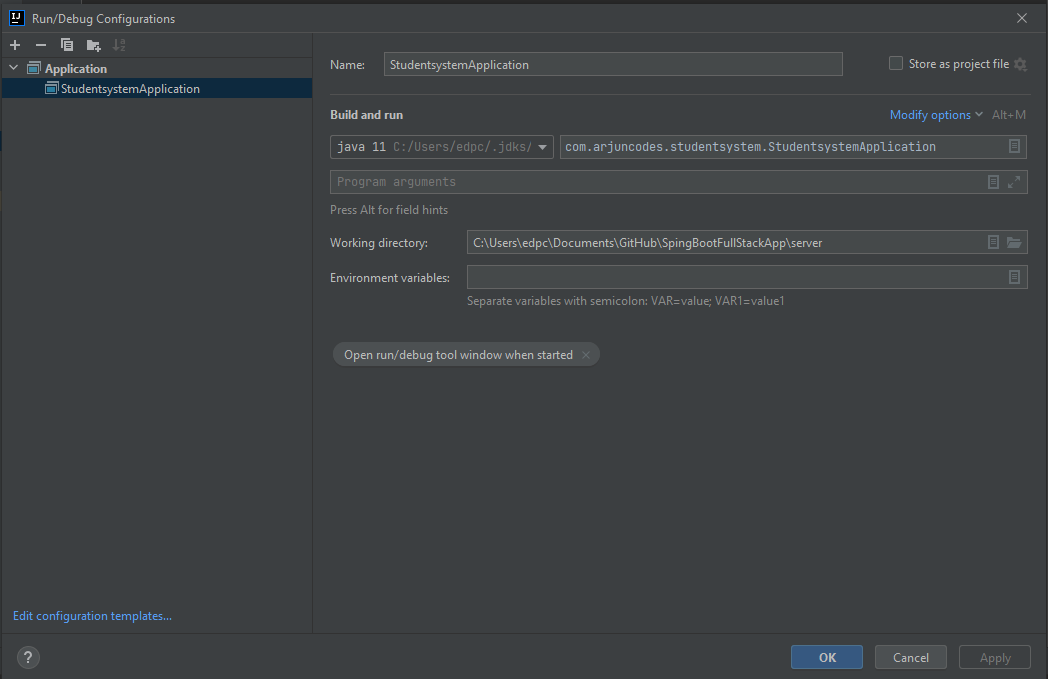 Run/Debug Configurations
Application
StudentsystemApplication
Edit configuration templates...
Name:
StudentsystemApplication
Store as project file
Build and run
Modify options
Alt+M
java 11 C:/Users/edpc/.jdks/
com.arjuncodes.studentsystem.StudentsystemApplication
Program arguments
Press Alt for field hints
Working directory:
C:\Users\edpc\Documents\GitHub\SpingBootFullStackApp\server
Environment variables:
Separate variables with semicolon: VAR=value; VAR1=value1
Open run/debug tool window when started
?
OK
Cancel
Apply